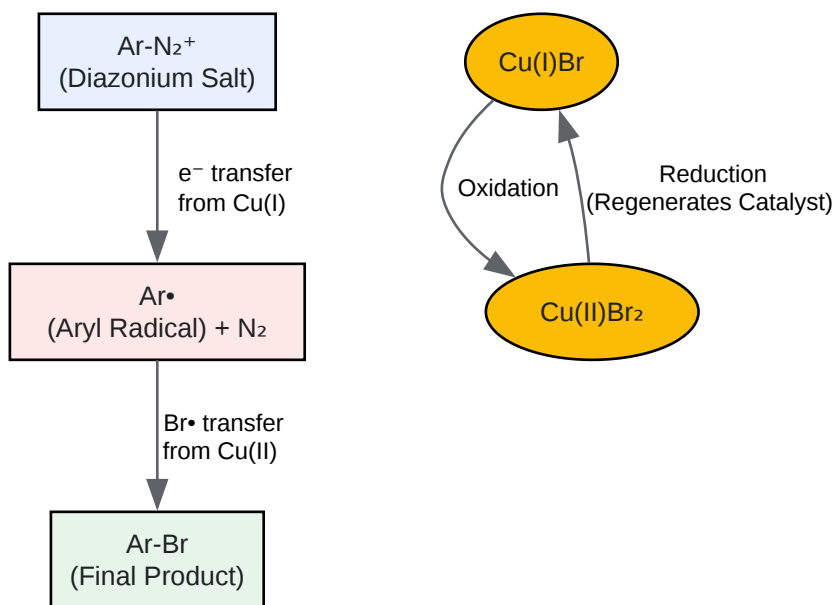 Ar-N₂⁺
(Diazonium Salt)
e⁻ transfer
from Cu(I)
Ar•
(Aryl Radical) + N₂
Br• transfer
from Cu(II)
Ar-Br
(Final Product)
Cu(I)Br
Oxidation
Reduction
(Regenerates Catalyst)
Cu(II)Br₂